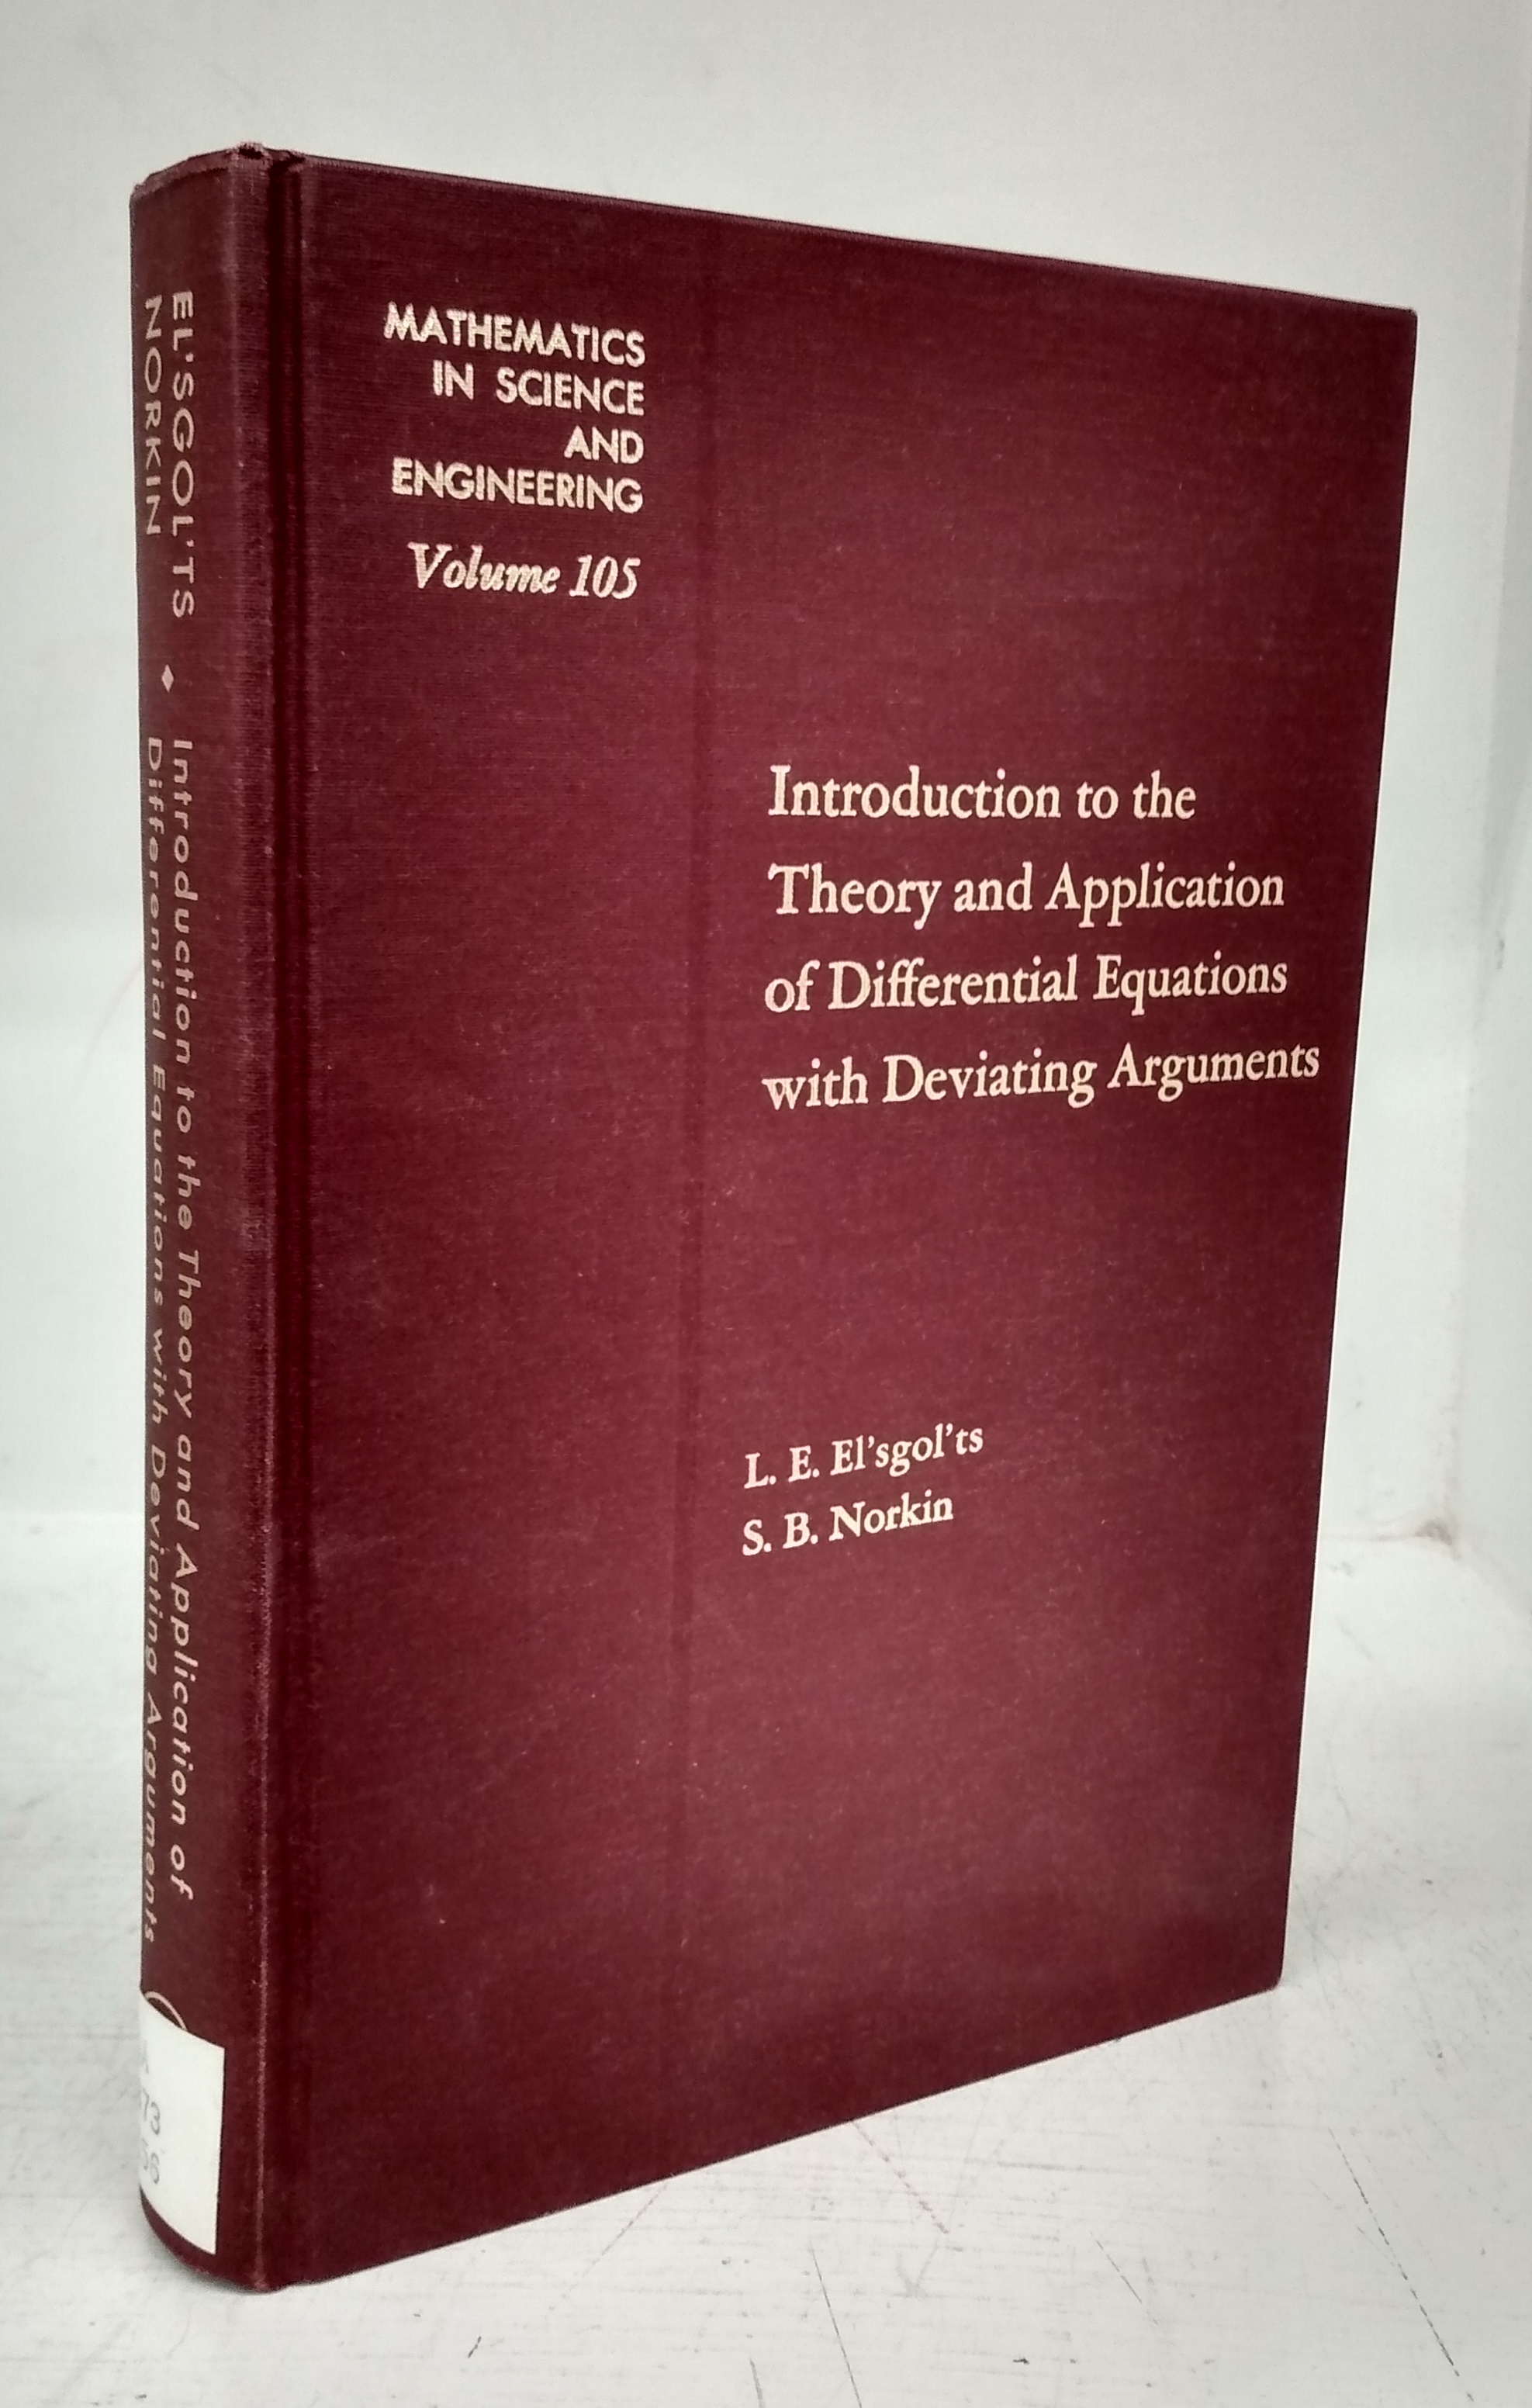 EL'SGOL'TS
NORKIN
Introduction to the Theory and Application of
Differential Equations with Deviating Arguments
MATHEMATICS
IN SCIENCE
AND
ENGINEERING
Volume 105
Introduction to the
Theory and Application
of Differential Equations
with Deviating Arguments
L. E. El'sgol'ts
S. B. Norkin